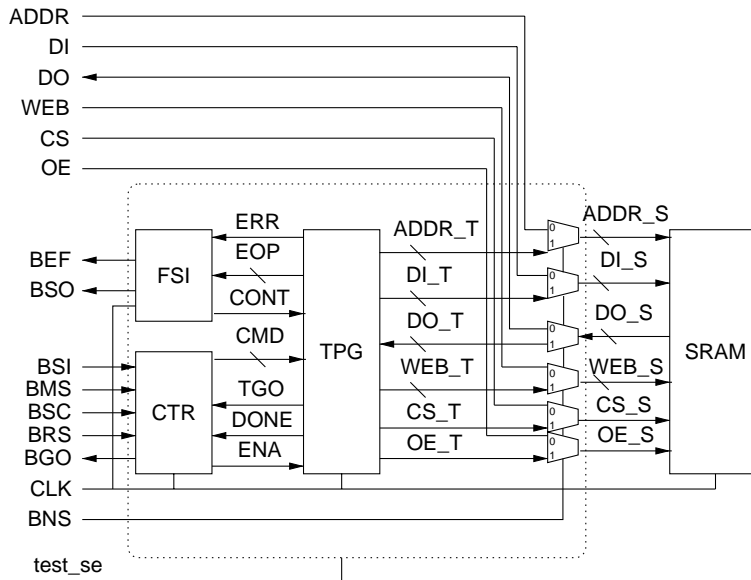 ADDR
DI
DO
WEB
CS
OE
ERR
EOP
CONT
CMD
TGO
DONE
ENA
BEF
BSO
FSI
BSI
BMS
BSC
BRS
BGO
CTR
CLK
BNS
test_se
TPG
ADDR_T
DI_T
DO_T
WEB_T
CS_T
OE_T
0
1
0
1
0
1
0
1
0
1
0
1
ADDR_S
DI_S
DO_S
WEB_S
CS_S
OE_S
SRAM